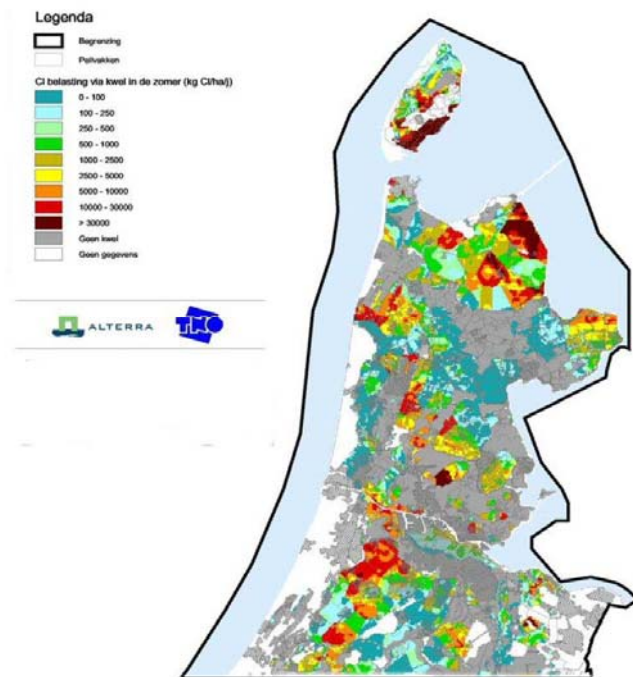 Legenda
Begrenzing
Peilvakken
Cl belasting via kwel in de zomer (kg Cl/ha/j))
0 - 100
100 - 250
250 - 500
500 - 1000
1000 - 2500
2500 - 5000
5000 - 10000
10000 - 30000
> 30000
Geen kwel
Geen gegevens
ALTERRA
TNO